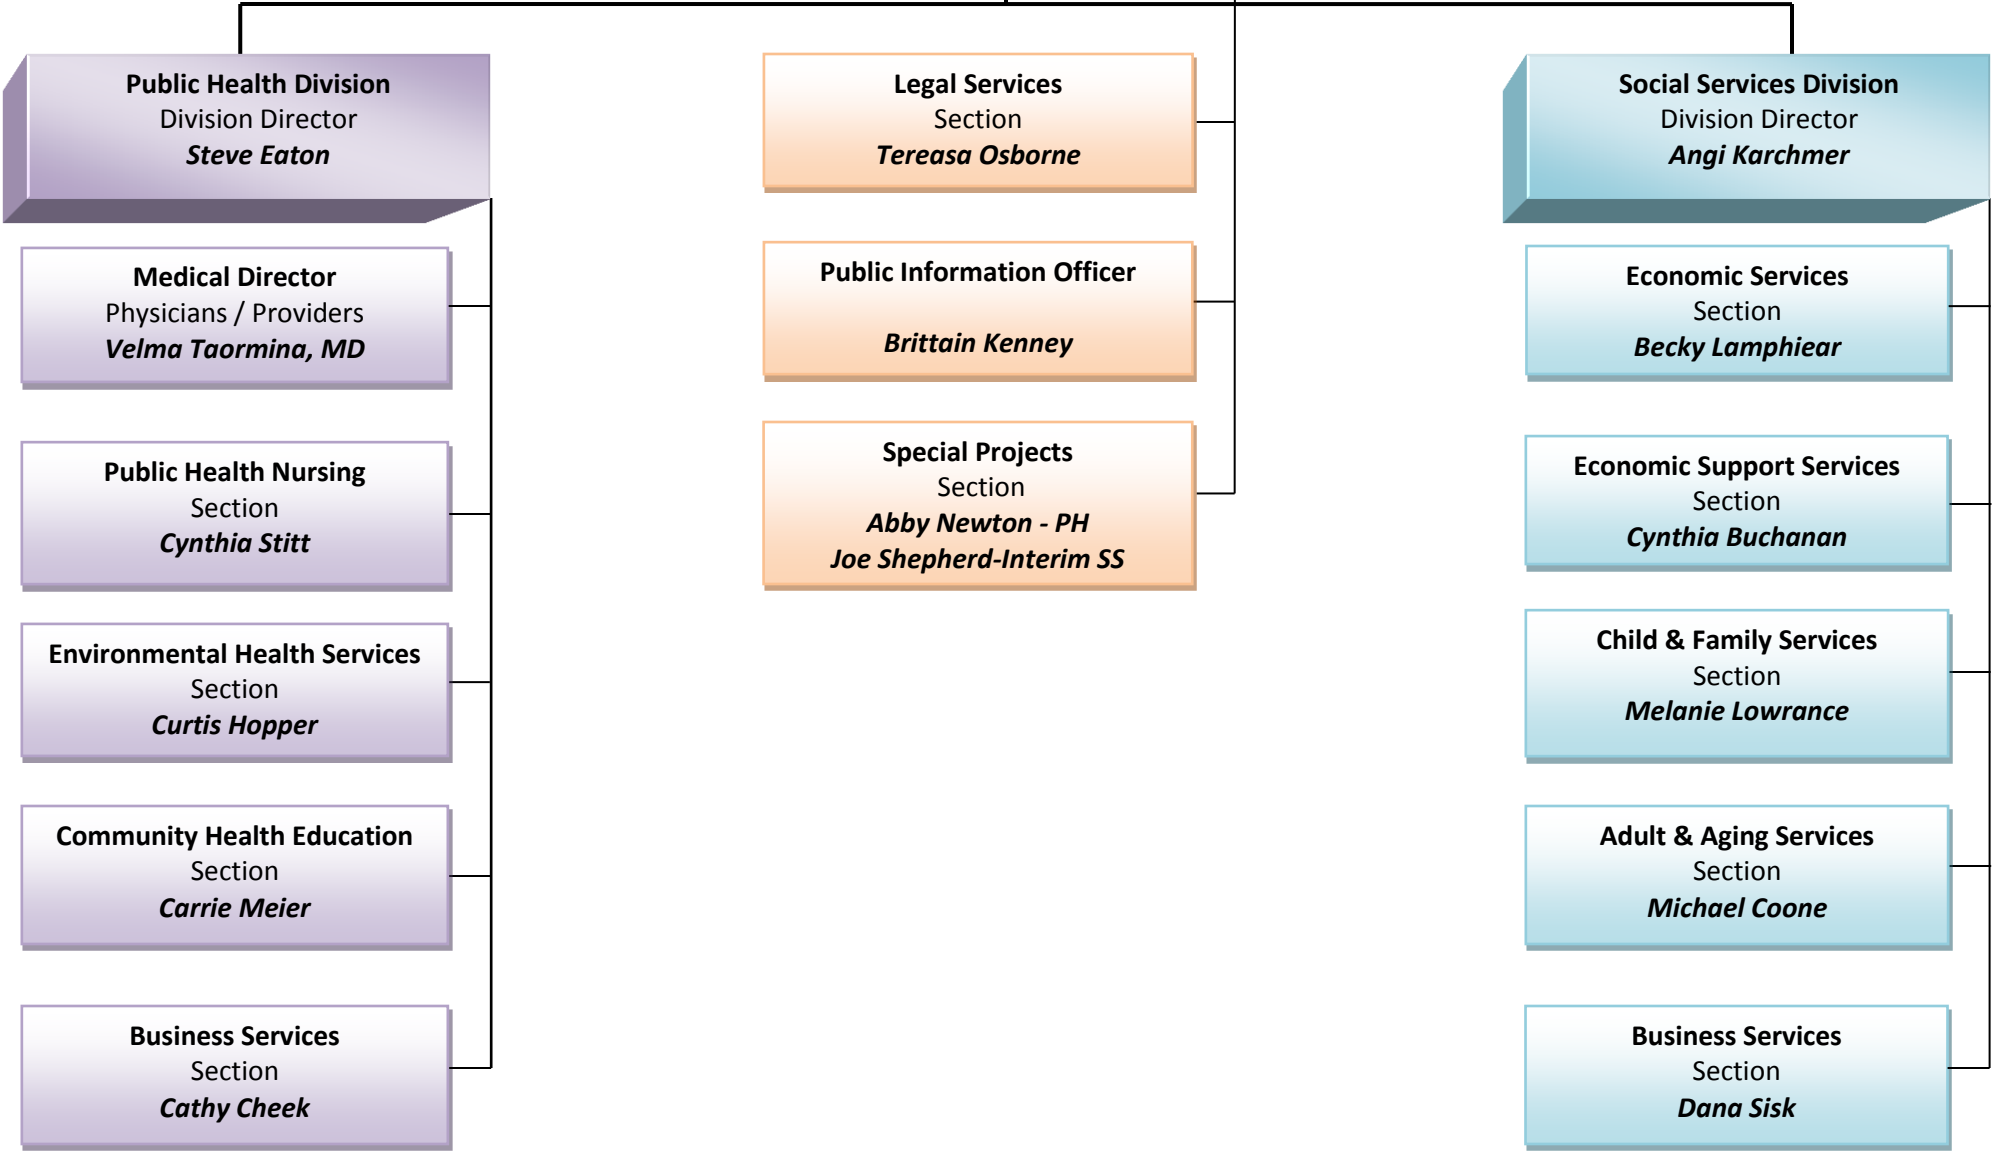 Public Health Division
Division Director
Steve Eaton
Medical Director
Physicians / Providers
Velma Taormina, MD
Public Health Nursing
Section
Cynthia Stitt
Environmental Health Services
Section
Curtis Hopper
Community Health Education
Section
Carrie Meier
Business Services
Section
Cathy Cheek
Legal Services
Section
Tereasa Osborne
Public Information Officer
Brittain Kenney
Special Projects
Section
Abby Newton - PH
Joe Shepherd-Interim SS
Social Services Division
Division Director
Angi Karchmer
Economic Services
Section
Becky Lamphiear
Economic Support Services
Section
Cynthia Buchanan
Child & Family Services
Section
Melanie Lowrance
Adult & Aging Services
Section
Michael Coone
Business Services
Section
Dana Sisk